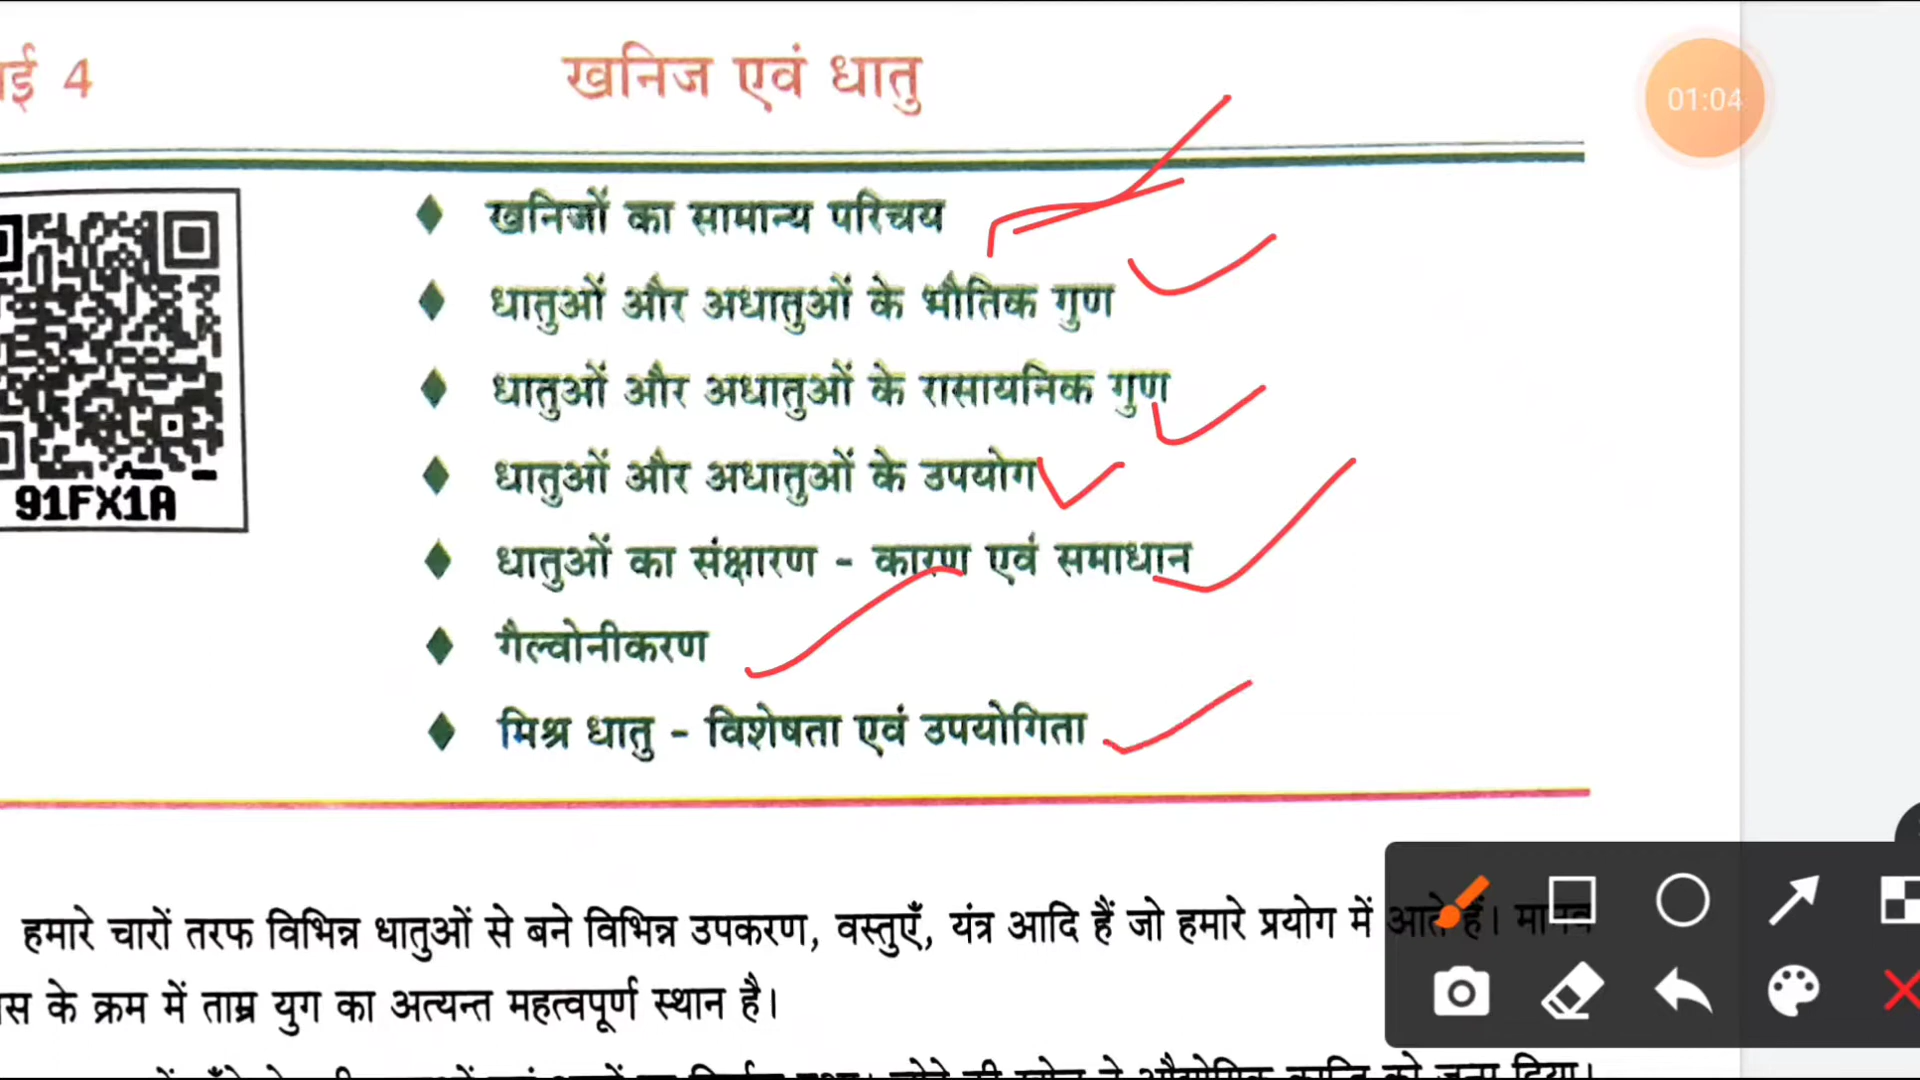 4
खनिज एवं धातु
01:04
खनिजों का सामान्य परिचय
धातुओं और अधातुओं के भौतिक गुण
धातुओं और अधातुओं के रासायनिक गुण
धातुओं और अधातुओं के उपयोग
91FX1A
धातुओं का संक्षारण - कारण एवं समाधान
गैल्वोनीकरण
मिश्र धातु - विशेषता एवं उपयोगिता
हमारे चारों तरफ विभिन्न धातुओं से बने विभिन्न उपकरण, वस्तुएँ, यंत्र आदि हैं जो हमारे प्रयोग में आते हैं। मानव
के क्रम में ताम्र युग का अत्यन्त महत्वपूर्ण स्थान है।